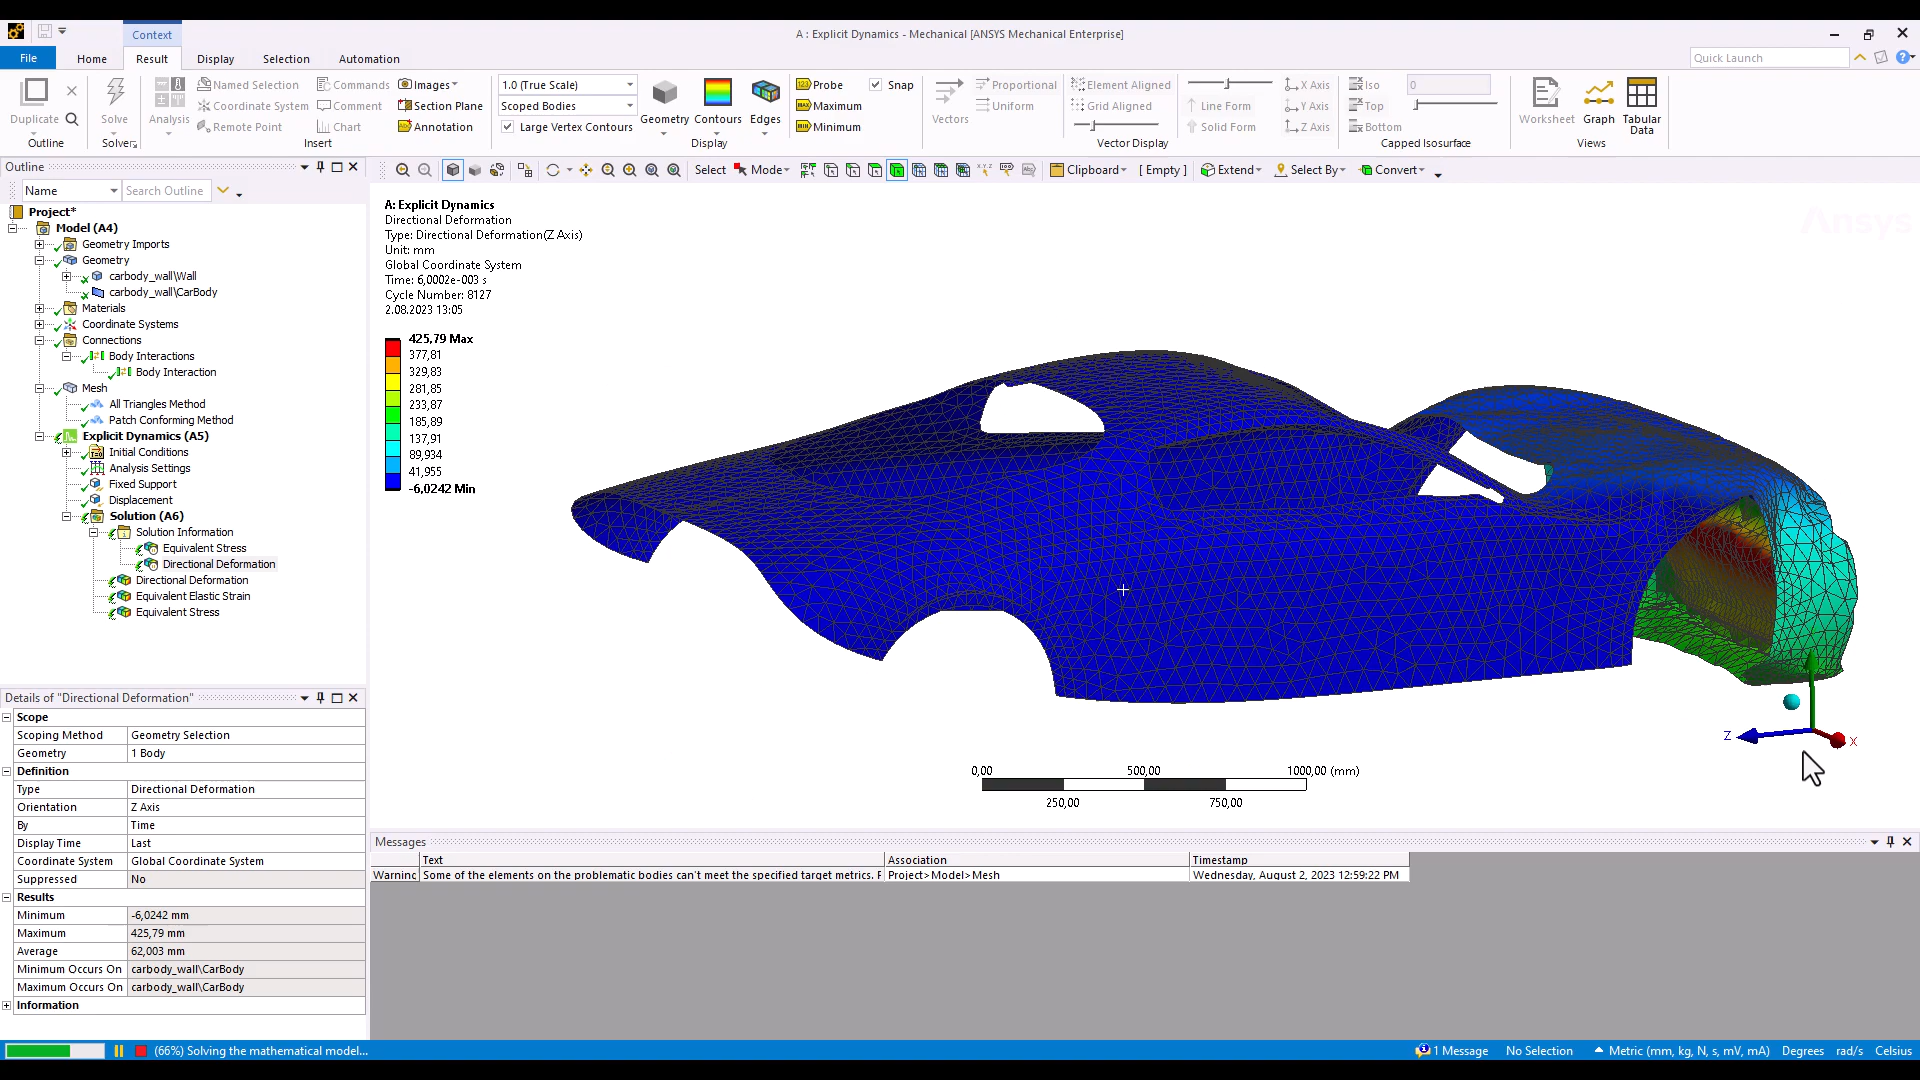 Context
A : Explicit Dynamics - Mechanical [ANSYS Mechanical Enterprise]
File Home Result Display Selection Automation
Quick Launch
Duplicate
Outline
Solve
Solver
Analysis
Named Selection
Coordinate System
Remote Point
Commands
Comment
Chart
Insert
Images
Section Plane
Annotation
1.0 (True Scale)
Scoped Bodies
Large Vertex Contours
Geometry
Contours
Edges
Display
Probe
Maximum
Minimum
Snap
Vectors
Proportional
Uniform
Element Aligned
Grid Aligned
Line Form
Solid Form
X Axis
Y Axis
Z Axis
Vector Display
Iso
Top
Bottom
0
Capped Isosurface
Worksheet
Graph
Tabular
Data
Views
Outline
Name Search Outline
Select Mode Clipboard [ Empty ] Extend Select By Convert
Project*
Model (A4)
Geometry Imports
Geometry
carbody_wall\Wall
carbody_wall\CarBody
Materials
Coordinate Systems
Connections
Body Interactions
Body Interaction
Mesh
All Triangles Method
Patch Conforming Method
Explicit Dynamics (A5)
Initial Conditions
Analysis Settings
Fixed Support
Displacement
Solution (A6)
Solution Information
Equivalent Stress
Directional Deformation
Directional Deformation
Equivalent Elastic Strain
Equivalent Stress
A: Explicit Dynamics
Directional Deformation
Type: Directional Deformation(Z Axis)
Unit: mm
Global Coordinate System
Time: 6,0002e-003 s
Cycle Number: 8127
2.08.2023 13:05
425,79 Max
377,81
329,83
281,85
233,87
185,89
137,91
89,934
41,955
-6,0242 Min
Ansys
Z X
0,00 500,00 1000,00 (mm)
250,00 750,00
Details of "Directional Deformation"
Scope
Scoping Method Geometry Selection
Geometry 1 Body
Definition
Type Directional Deformation
Orientation Z Axis
By Time
Display Time Last
Coordinate System Global Coordinate System
Suppressed No
Results
Minimum -6,0242 mm
Maximum 425,79 mm
Average 62,003 mm
Minimum Occurs On carbody_wall\CarBody
Maximum Occurs On carbody_wall\CarBody
Information
Messages
Text Association Timestamp
Warning Some of the elements on the problematic bodies can't meet the specified target metrics. Project>Model>Mesh Wednesday, August 2, 2023 12:59:22 PM
(66%) Solving the mathematical model...
1 Message No Selection Metric (mm, kg, N, s, mV, mA) Degrees rad/s Celsius